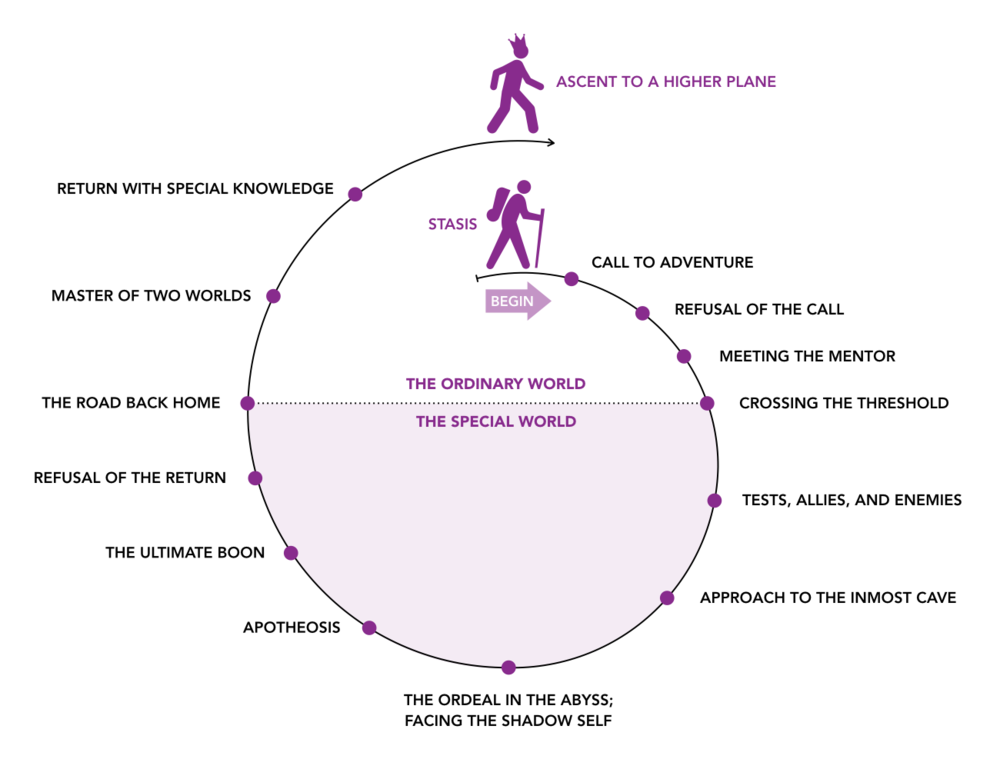 ASCENT TO A HIGHER PLANE
RETURN WITH SPECIAL KNOWLEDGE
STASIS
CALL TO ADVENTURE
BEGIN
MASTER OF TWO WORLDS
REFUSAL OF THE CALL
MEETING THE MENTOR
THE ORDINARY WORLD
THE ROAD BACK HOME
CROSSING THE THRESHOLD
THE SPECIAL WORLD
REFUSAL OF THE RETURN
TESTS, ALLIES, AND ENEMIES
THE ULTIMATE BOON
APPROACH TO THE INMOST CAVE
APOTHEOSIS
THE ORDEAL IN THE ABYSS;
FACING THE SHADOW SELF